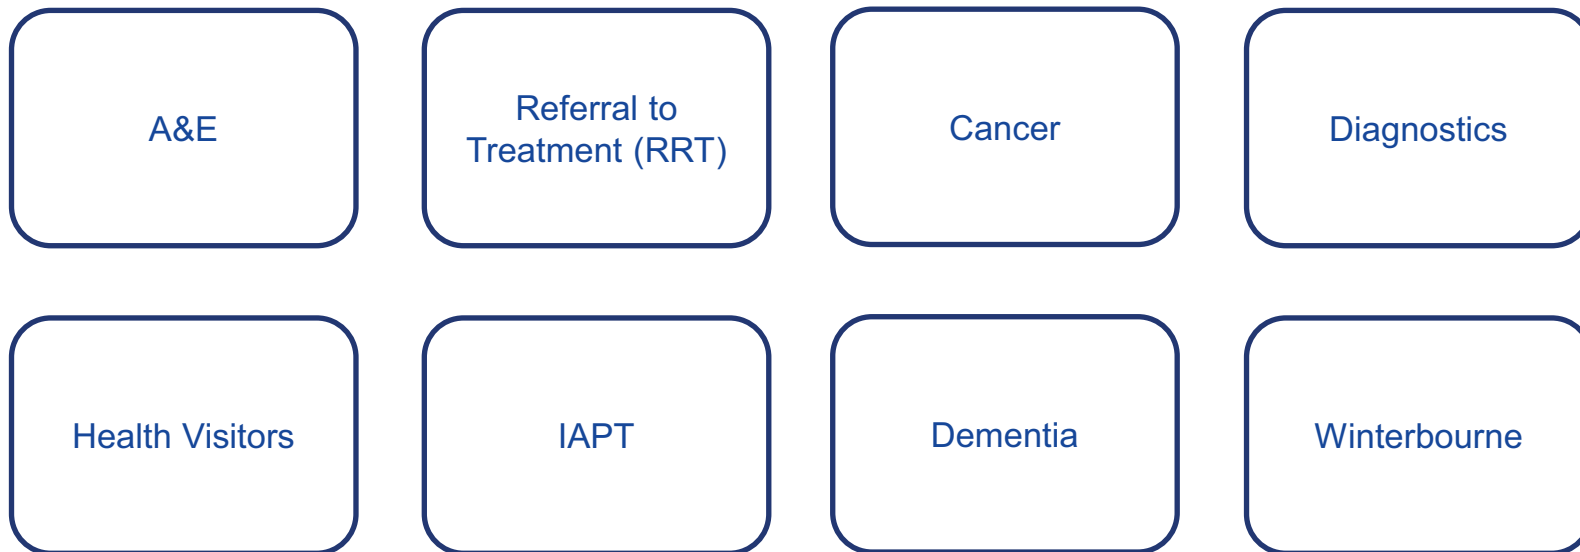 A&E
Referral to
Treatment (RRT)
Cancer
Diagnostics
Health Visitors
IAPT
Dementia
Winterbourne